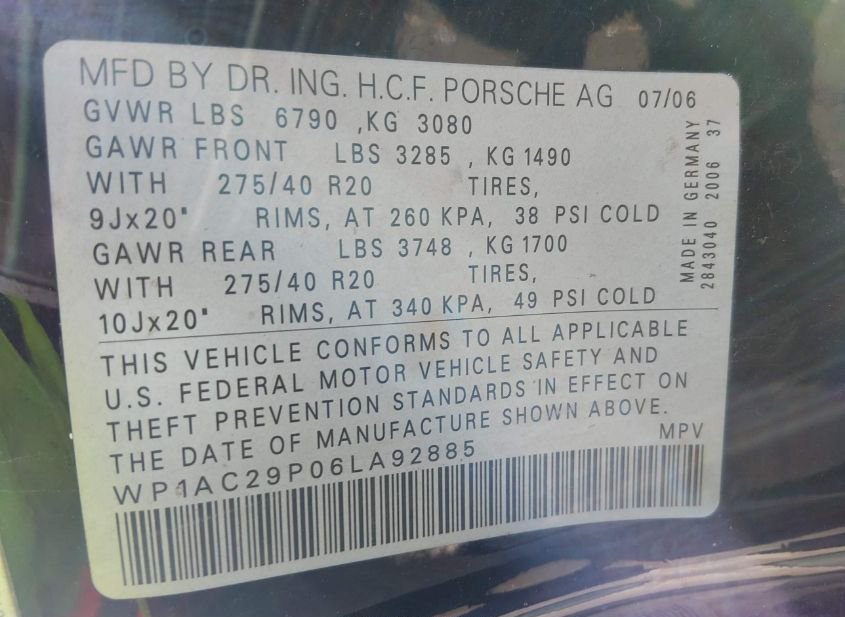 MFD BY DR. ING. H.C.F. PORSCHE AG 07/06
GVWR LBS 6790 ,KG 3080
GAWR FRONT LBS 3285 , KG 1490
WITH 275/40 R20 TIRES,
9Jx20" RIMS, AT 260 KPA, 38 PSI COLD
GAWR REAR LBS 3748 , KG 1700
WITH 275/40 R20 TIRES,
10Jx20" RIMS, AT 340 KPA, 49 PSI COLD
MADE IN GERMANY
2843040 2006 37
THIS VEHICLE CONFORMS TO ALL APPLICABLE
U.S. FEDERAL MOTOR VEHICLE SAFETY AND
THEFT PREVENTION STANDARDS IN EFFECT ON
THE DATE OF MANUFACTURE SHOWN ABOVE.
WP1AC29P06LA92885 MPV